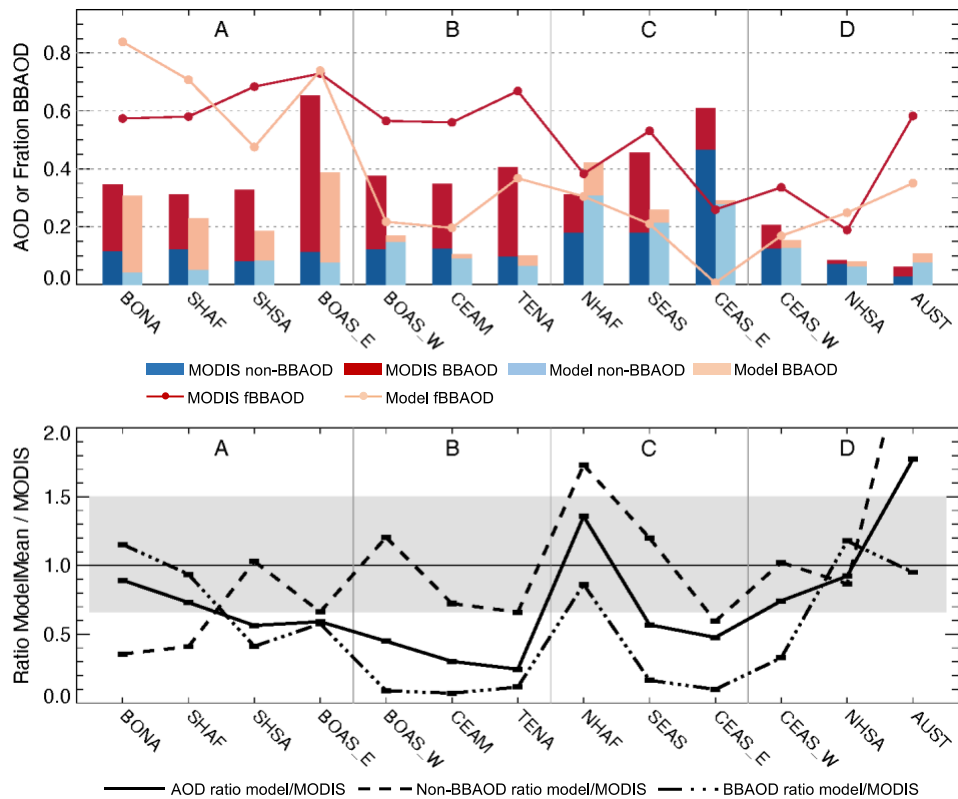 A B C D
AOD or Fration BBAOD
0.8
0.6
0.4
0.2
0.0
BONA SHAF SHSA BOAS_E BOAS_W CEAM TENA NHAF SEAS CEAS_E CEAS_W NHSA AUST
MODIS non-BBAOD MODIS BBAOD Model non-BBAOD Model BBAOD
MODIS fBBAOD Model fBBAOD
A B C D
Ratio ModelMean / MODIS
2.0
1.5
1.0
0.5
0.0
BONA SHAF SHSA BOAS_E BOAS_W CEAM TENA NHAF SEAS CEAS_E CEAS_W NHSA AUST
AOD ratio model/MODIS Non-BBAOD ratio model/MODIS BBAOD ratio model/MODIS